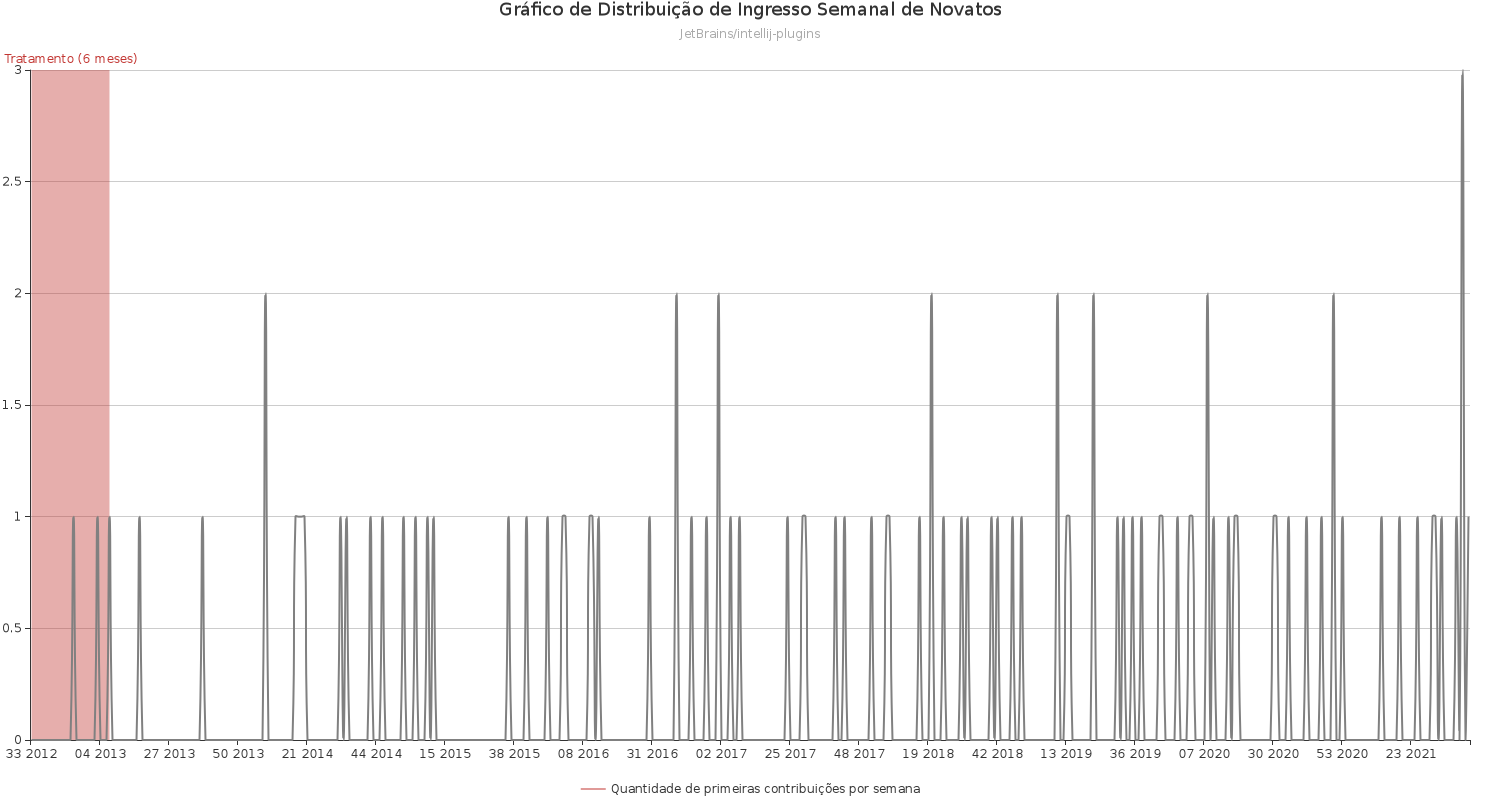 Gráfico de Distribuição de Ingresso Semanal de Novatos
JetBrains/intellij-plugins
Tratamento (6 meses)
3
2.5
2
1.5
1
0.5
0
33 2012 04 2013 27 2013 50 2013 21 2014 44 2014 15 2015 38 2015 08 2016 31 2016 02 2017 25 2017 48 2017 19 2018 42 2018 13 2019 36 2019 07 2020 30 2020 53 2020 23 2021
Quantidade de primeiras contribuições por semana